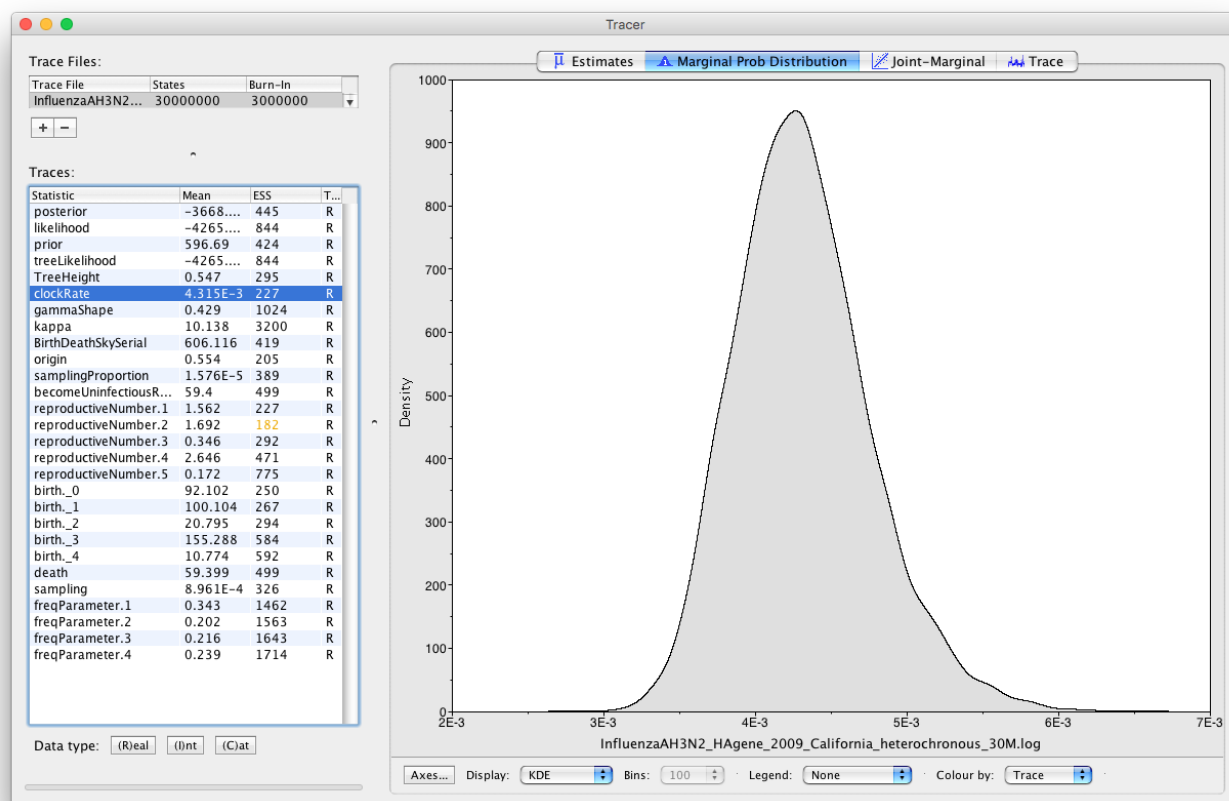 Tracer
Trace Files:
Trace File States Burn-In
InfluenzaAH3N2... 30000000 3000000
+ −
Traces:
Statistic Mean ESS T...
posterior -3668.... 445 R
likelihood -4265.... 844 R
prior 596.69 424 R
treeLikelihood -4265.... 844 R
TreeHeight 0.547 295 R
clockRate 4.315E-3 227 R
gammaShape 0.429 1024 R
kappa 10.138 3200 R
BirthDeathSkySerial 606.116 419 R
origin 0.554 205 R
samplingProportion 1.576E-5 389 R
becomeUninfectiousR... 59.4 499 R
reproductiveNumber.1 1.562 227 R
reproductiveNumber.2 1.692 182 R
reproductiveNumber.3 0.346 292 R
reproductiveNumber.4 2.646 471 R
reproductiveNumber.5 0.172 775 R
birth._0 92.102 250 R
birth._1 100.104 267 R
birth._2 20.795 294 R
birth._3 155.288 584 R
birth._4 10.774 592 R
death 59.399 499 R
sampling 8.961E-4 326 R
freqParameter.1 0.343 1462 R
freqParameter.2 0.202 1563 R
freqParameter.3 0.216 1643 R
freqParameter.4 0.239 1714 R
Data type: (R)eal (I)nt (C)at
μ Estimates Marginal Prob Distribution Joint-Marginal Trace
1000
900
800
700
600
500
400
300
200
100
0
Density
2E-3 3E-3 4E-3 5E-3 6E-3 7E-3
InfluenzaAH3N2_HAgene_2009_California_heterochronous_30M.log
Axes... Display: KDE Bins: 100 Legend: None Colour by: Trace